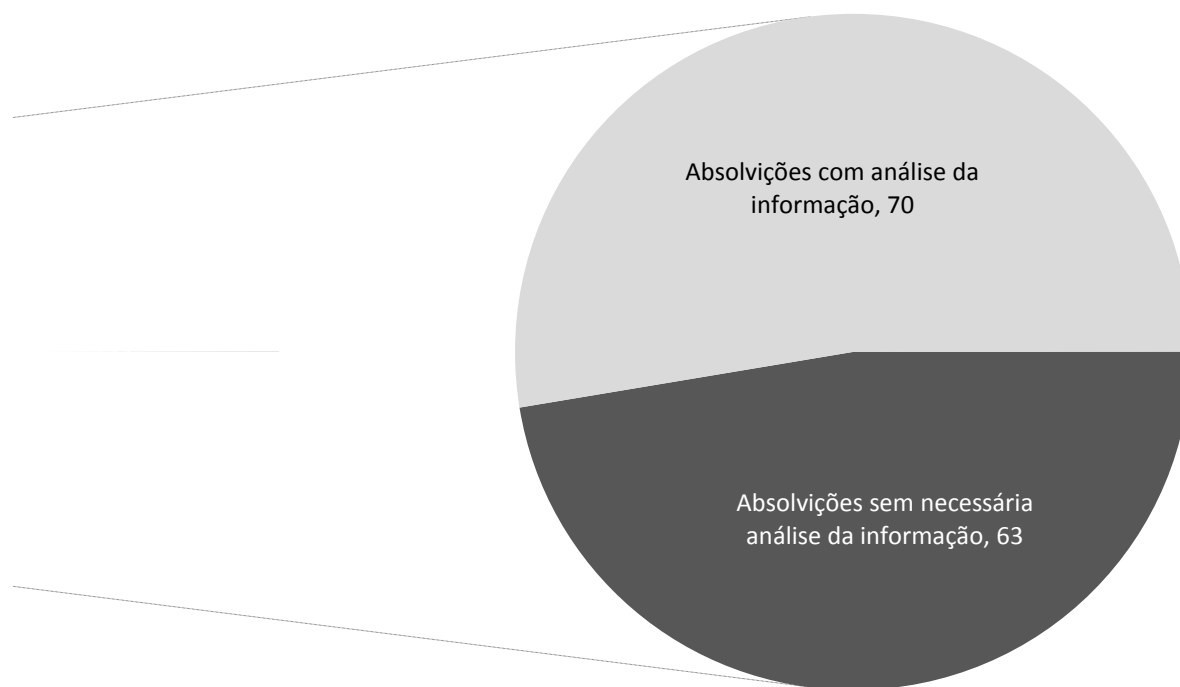 Absolvições com análise da
informação, 70
Absolvições sem necessária
análise da informação, 63